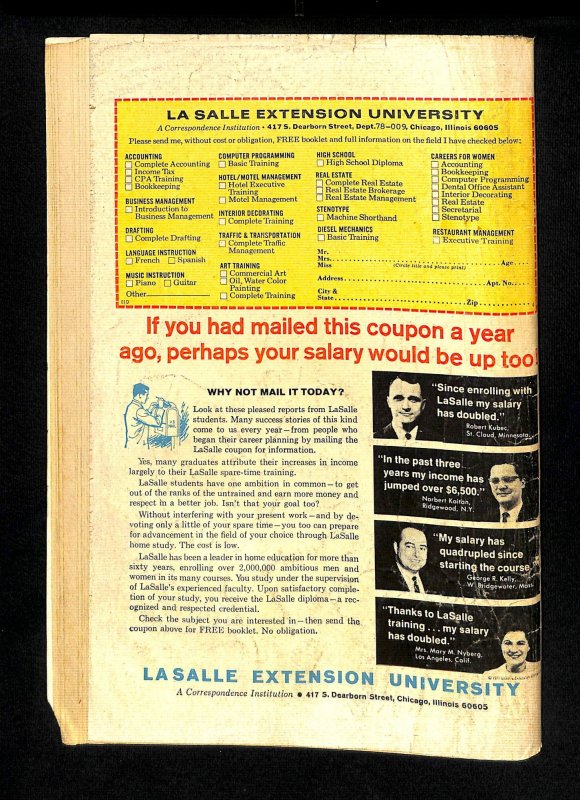 LA SALLE EXTENSION UNIVERSITY
A Correspondence Institution • 417 S. Dearborn Street, Dept. 78-009, Chicago, Illinois 60605
Please send me, without cost or obligation, FREE booklet and full information on the field I have checked below:
ACCOUNTING
Complete Accounting
Income Tax
CPA Training
Bookkeeping
BUSINESS MANAGEMENT
Introduction to
Business Management
DRAFTING
Complete Drafting
LANGUAGE INSTRUCTION
French Spanish
MUSIC INSTRUCTION
Piano Guitar
Other
COMPUTER PROGRAMMING
Basic Training
HOTEL/MOTEL MANAGEMENT
Hotel Executive
Training
Motel Management
INTERIOR DECORATING
Complete Training
TRAFFIC & TRANSPORTATION
Complete Traffic
Management
ART TRAINING
Commercial Art
Oil, Water Color
Painting
Complete Training
HIGH SCHOOL
High School Diploma
REAL ESTATE
Complete Real Estate
Real Estate Brokerage
Real Estate Management
STENOTYPE
Machine Shorthand
DIESEL MECHANICS
Basic Training
CAREERS FOR WOMEN
Accounting
Bookkeeping
Computer Programming
Dental Office Assistant
Interior Decorating
Real Estate
Secretarial
Stenotype
RESTAURANT MANAGEMENT
Executive Training
Mr.
Mrs. Age
Miss (Circle title and please print)
Address Apt. No.
City &
State Zip
If you had mailed this coupon a year
ago, perhaps your salary would be up too!
WHY NOT MAIL IT TODAY?
Look at these pleased reports from LaSalle
students. Many success stories of this kind
come to us every year—from people who
began their career planning by mailing the
LaSalle coupon for information.
Yes, many graduates attribute their increases in income
largely to their LaSalle spare-time training.
LaSalle students have one ambition in common—to get
out of the ranks of the untrained and earn more money and
respect in a better job. Isn't that your goal too?
Without interfering with your present work—and by de-
voting only a little of your spare time—you too can prepare
for advancement in the field of your choice through LaSalle
home study. The cost is low.
LaSalle has been a leader in home education for more than
sixty years, enrolling over 2,000,000 ambitious men and
women in its many courses. You study under the supervision
of LaSalle's experienced faculty. Upon satisfactory comple-
tion of your study, you receive the LaSalle diploma—a rec-
ognized and respected credential.
Check the subject you are interested in—then send the
coupon above for FREE booklet. No obligation.
"Since enrolling with
LaSalle my salary
has doubled."
Robert Kubec,
St. Cloud, Minnesota
"In the past three
years my income has
jumped over $6,500."
Norbert Kaitan,
Ridgewood, N.Y.
"My salary has
quadrupled since
starting the course
George R. Kelly,
W. Bridgewater, Mass.
"Thanks to LaSalle
training . . . my salary
has doubled."
Mrs. Mary M. Nyberg,
Los Angeles, Calif.
LA SALLE EXTENSION UNIVERSITY
A Correspondence Institution • 417 S. Dearborn Street, Chicago, Illinois 60605